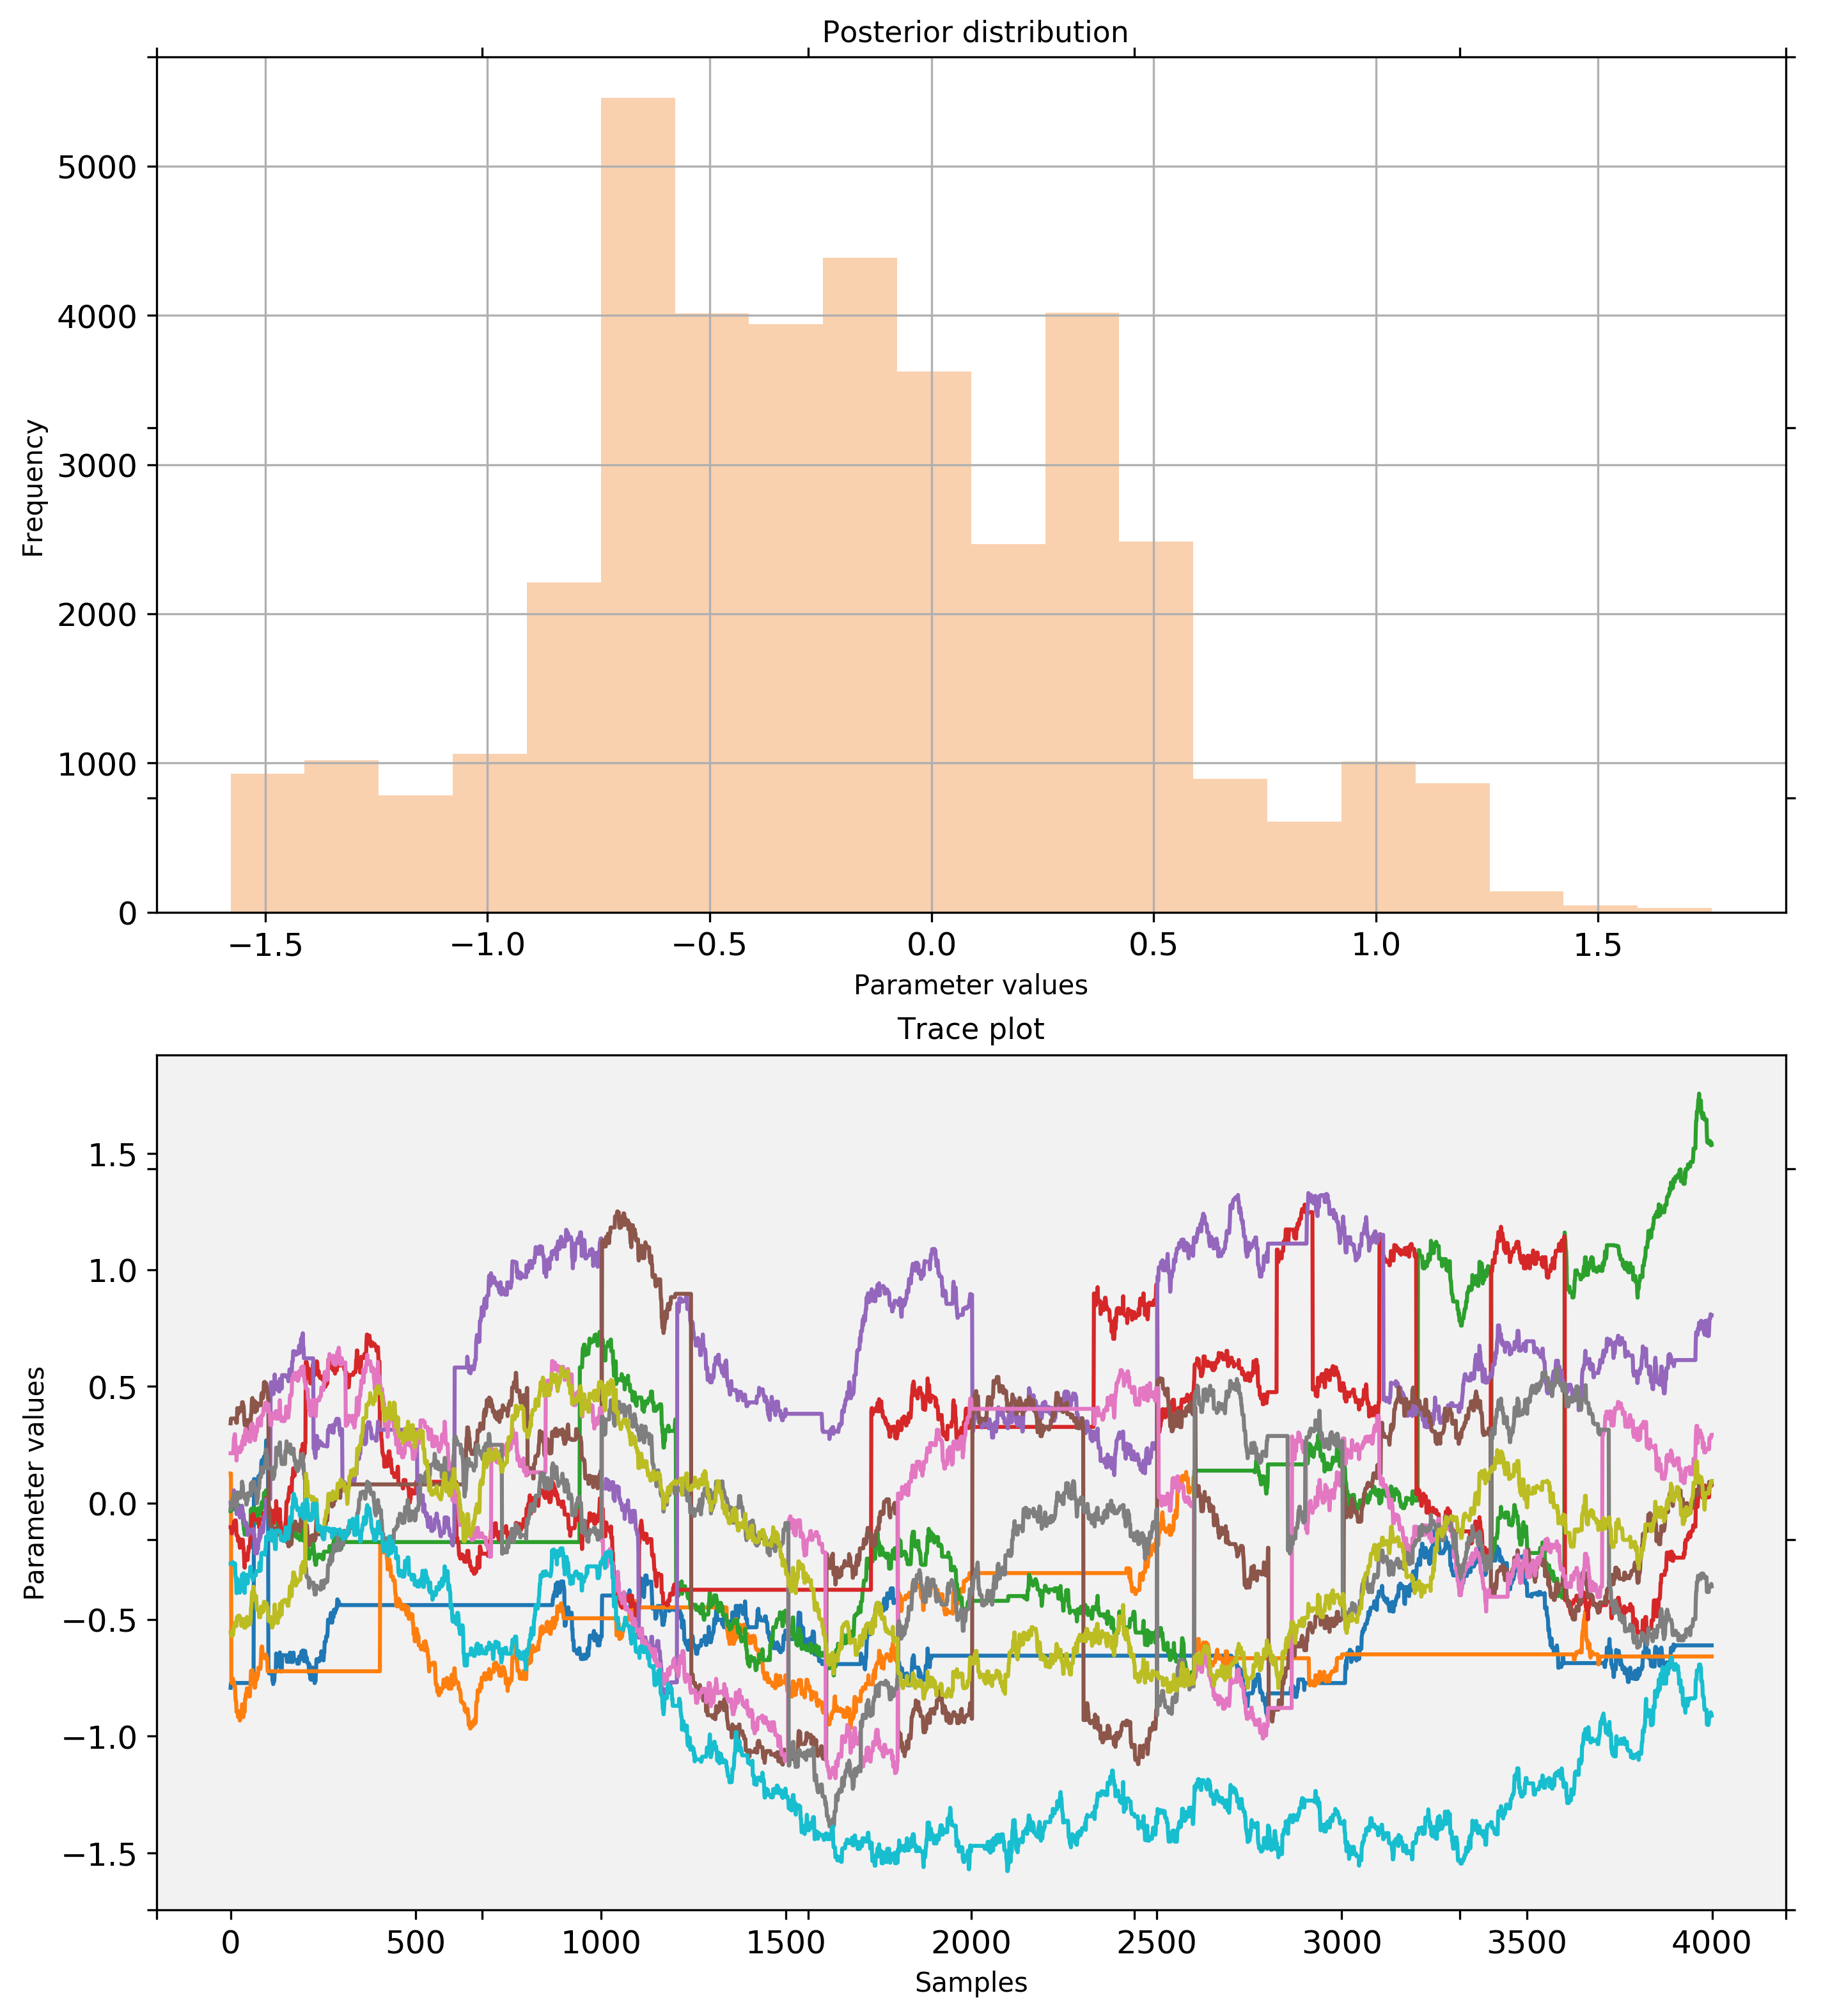 Posterior distribution
5000
4000
3000
2000
1000
0
Frequency
−1.5 −1.0 −0.5 0.0 0.5 1.0 1.5
Parameter values
Trace plot
1.5
1.0
0.5
0.0
−0.5
−1.0
−1.5
Parameter values
0 500 1000 1500 2000 2500 3000 3500 4000
Samples